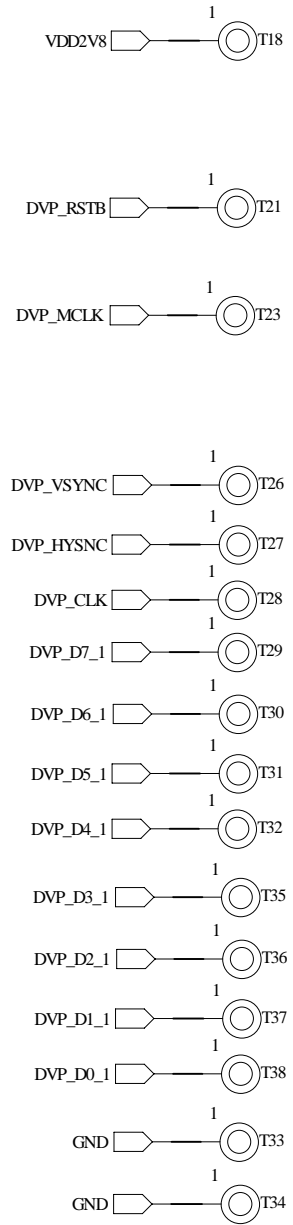 1
VDD2V8 T18
1
DVP_RSTB T21
1
DVP_MCLK T23
1
DVP_VSYNC T26
1
DVP_HYSNC T27
1
DVP_CLK T28
1
DVP_D7_1 T29
1
DVP_D6_1 T30
1
DVP_D5_1 T31
1
DVP_D4_1 T32
1
DVP_D3_1 T35
1
DVP_D2_1 T36
1
DVP_D1_1 T37
1
DVP_D0_1 T38
1
GND T33
1
GND T34